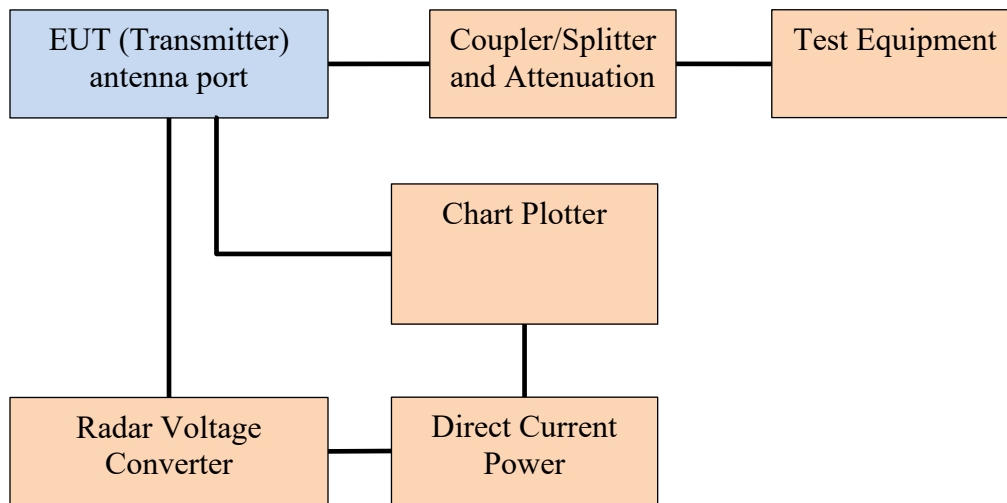 EUT (Transmitter)
antenna port
Coupler/Splitter
and Attenuation
Test Equipment
Chart Plotter
Radar Voltage
Converter
Direct Current
Power